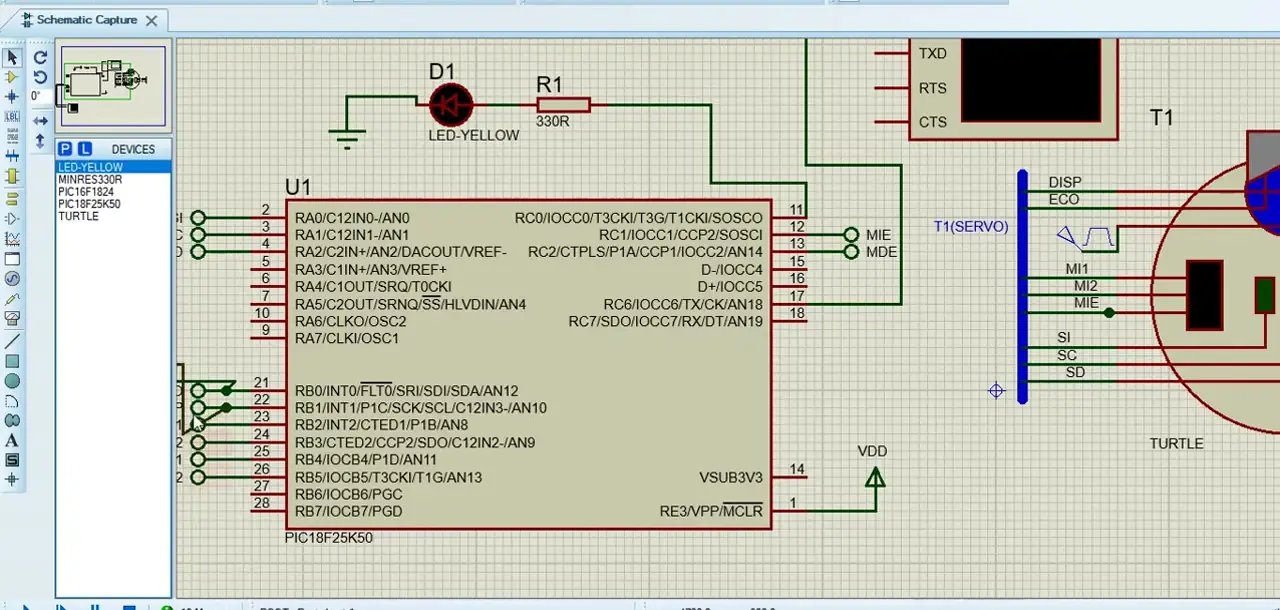 Schematic Capture
0°
LBL
P L DEVICES
LED-YELLOW
MINRES330R
PIC16F1824
PIC18F25K50
TURTLE
A
S
D1
LED-YELLOW
R1
330R
TXD
RTS
CTS
T1
U1
2 RA0/C12IN0-/AN0
3 RA1/C12IN1-/AN1
4 RA2/C2IN+/AN2/DACOUT/VREF-
5 RA3/C1IN+/AN3/VREF+
6 RA4/C1OUT/SRQ/T0CKI
7 RA5/C2OUT/SRNQ/SS/HLVDIN/AN4
10 RA6/CLKO/OSC2
9 RA7/CLKI/OSC1
21 RB0/INT0/FLT0/SRI/SDI/SDA/AN12
22 RB1/INT1/P1C/SCK/SCL/C12IN3-/AN10
23 RB2/INT2/CTED1/P1B/AN8
24 RB3/CTED2/CCP2/SDO/C12IN2-/AN9
25 RB4/IOCB4/P1D/AN11
26 RB5/IOCB5/T3CKI/T1G/AN13
27 RB6/IOCB6/PGC
28 RB7/IOCB7/PGD
RC0/IOCC0/T3CKI/T3G/T1CKI/SOSCO 11
RC1/IOCC1/CCP2/SOSCI 12 MIE
RC2/CTPLS/P1A/CCP1/IOCC2/AN14 13 MDE
D-/IOCC4 15
D+/IOCC5 16
RC6/IOCC6/TX/CK/AN18 17
RC7/SDO/IOCC7/RX/DT/AN19 18
VSUB3V3 14
RE3/VPP/MCLR 1
PIC18F25K50
VDD
T1(SERVO)
DISP
ECO
MI1
MI2
MIE
SI
SC
SD
TURTLE